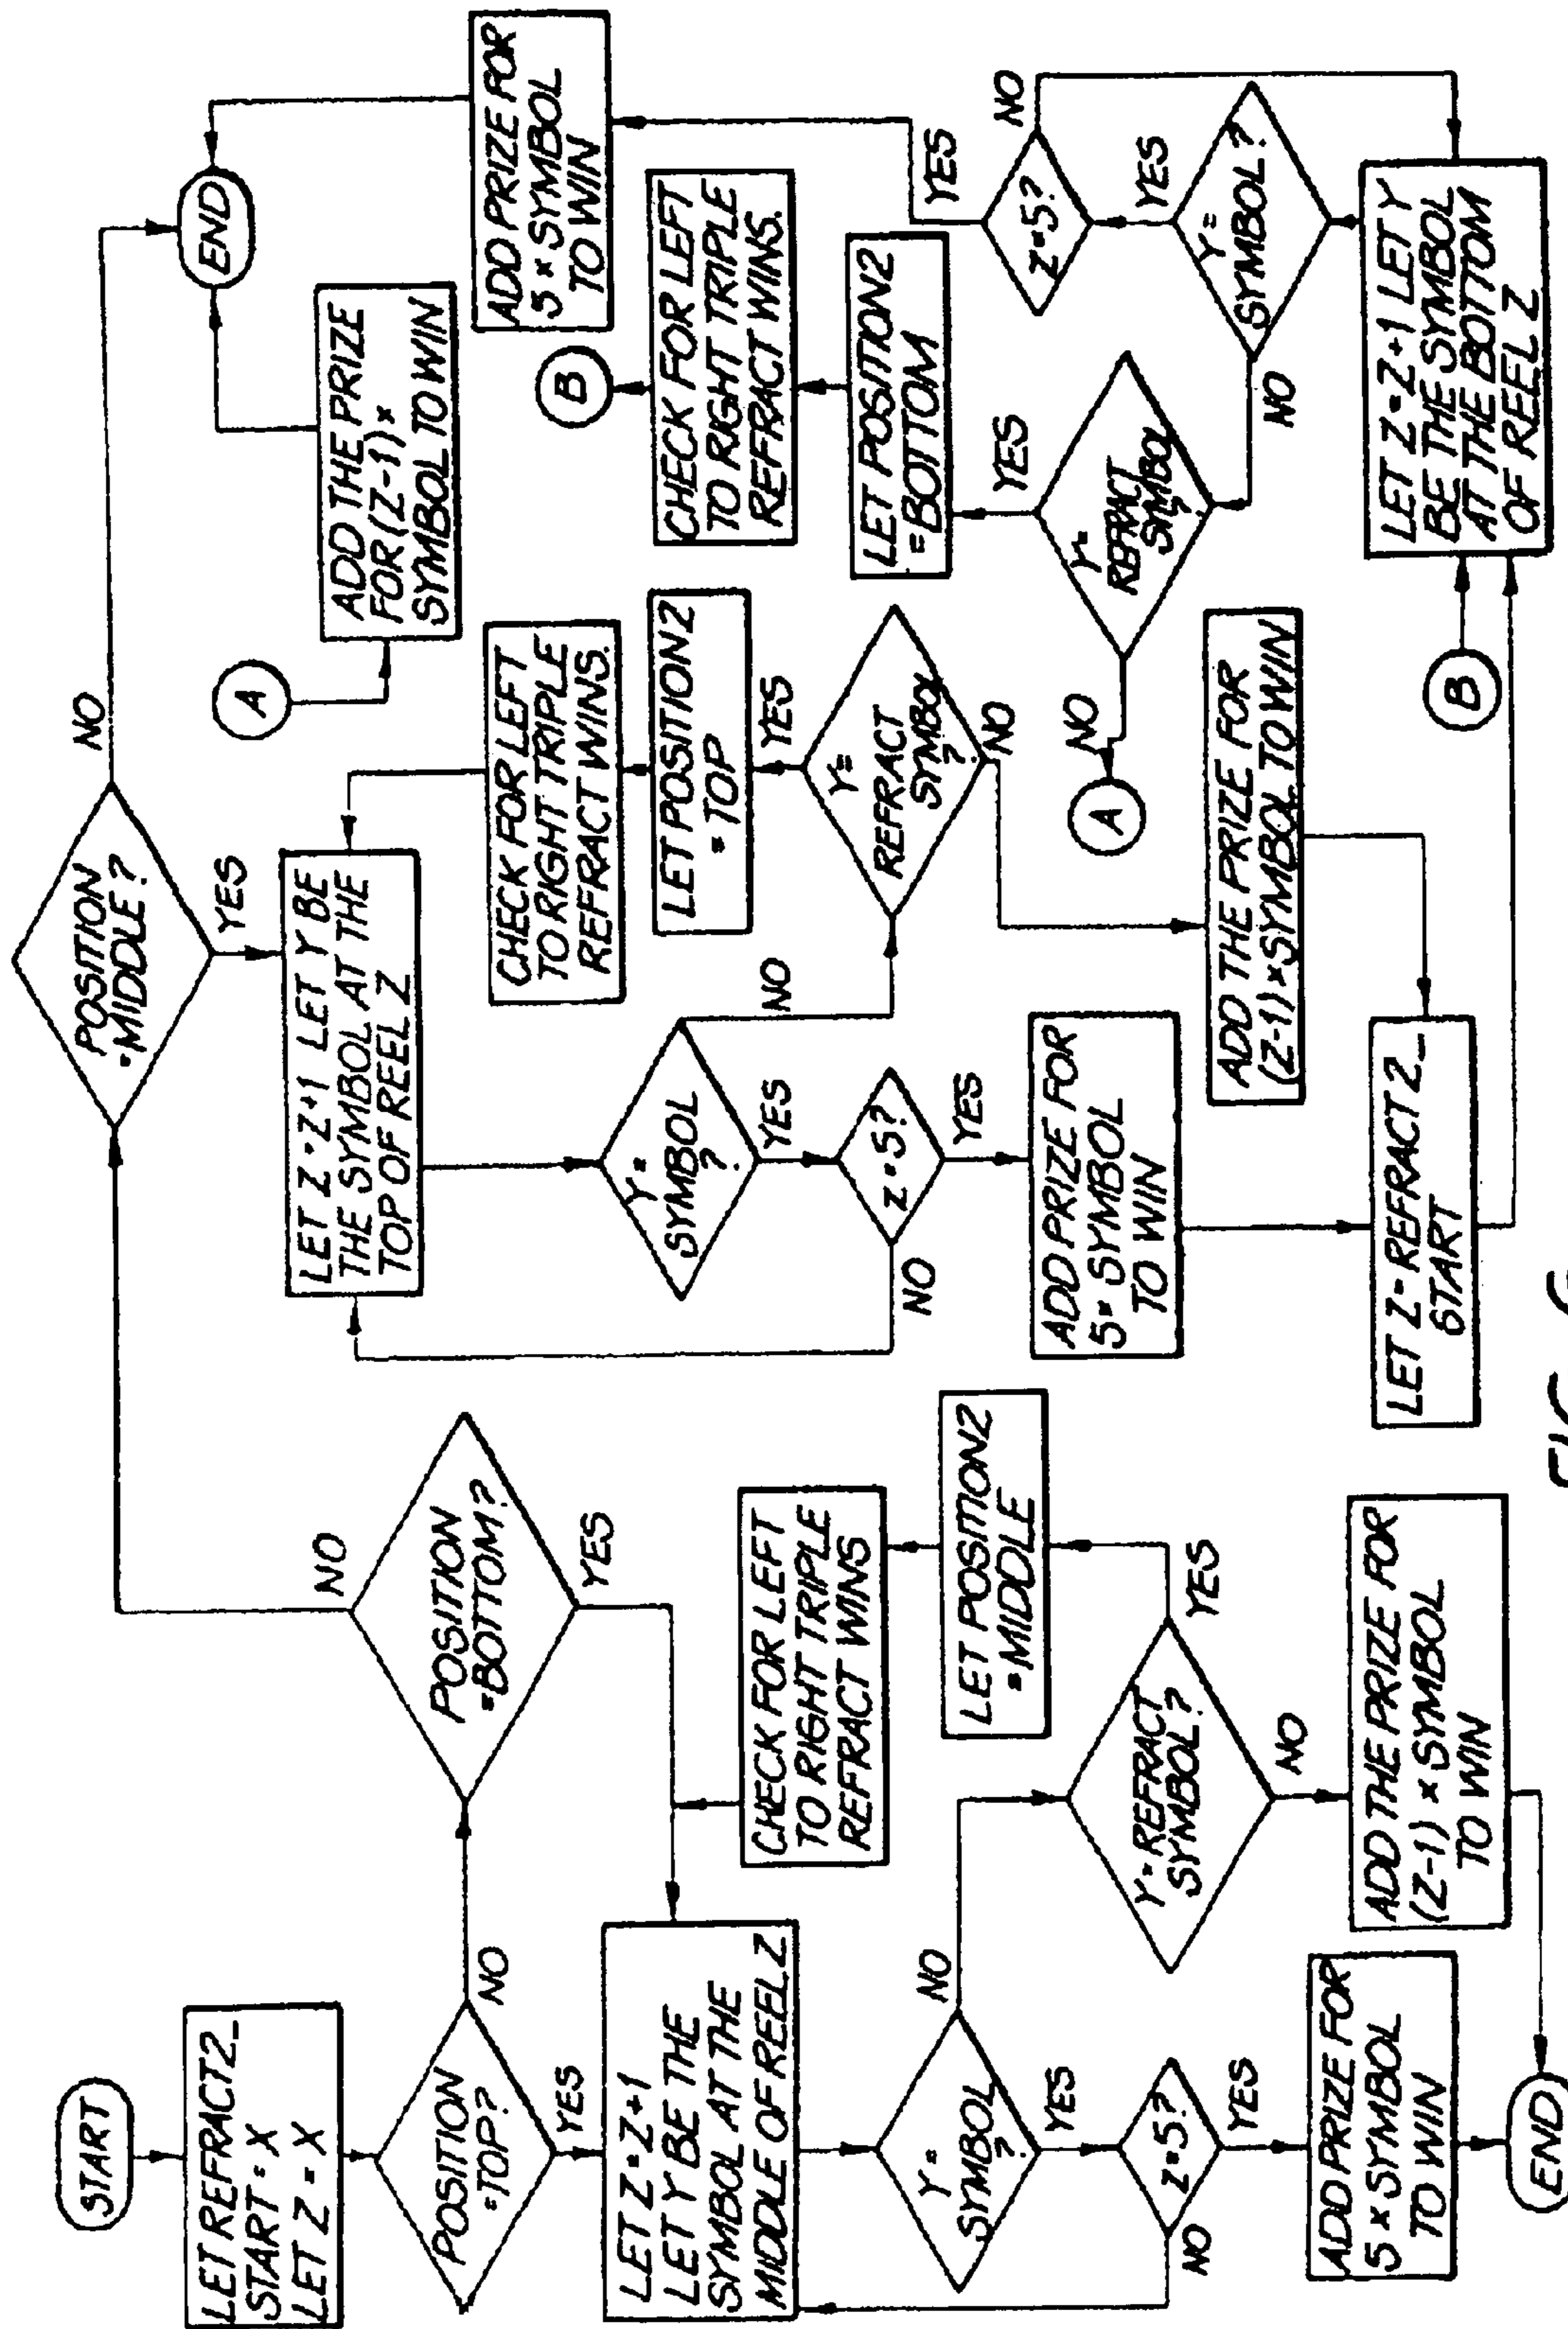 START
LET REFRACT2_
START = X
LET Z = X
POSITION
=TOP?
NO
YES
POSITION
=BOTTOM?
NO
YES
POSITION
=MIDDLE?
NO
YES
LET Z = Z+1
LET Y BE THE
SYMBOL AT THE
MIDDLE OF REEL Z
Y=
SYMBOL
?
NO
YES
Z=5?
NO
YES
ADD PRIZE FOR
5 × SYMBOL
TO WIN
END
Y=REFRACT
SYMBOL?
YES
NO
LET POSITION2
=MIDDLE
CHECK FOR LEFT
TO RIGHT TRIPLE
REFRACT WINS
ADD THE PRIZE FOR
(Z-1) × SYMBOL
TO WIN
LET Z=Z+1 LET Y BE
THE SYMBOL AT THE
TOP OF REEL Z
Y=
SYMBOL
?
NO
YES
Z=5?
NO
YES
ADD PRIZE FOR
5× SYMBOL
TO WIN
Y=
REFRACT
SYMBOL
?
YES
NO
LET POSITION2
=TOP
CHECK FOR LEFT
TO RIGHT TRIPLE
REFRACT WINS.
ADD THE PRIZE FOR
(Z-1)×SYMBOL TO WIN
LET Z=REFRACT2_
START
B
LET Z=Z+1 LET Y
BE THE SYMBOL
AT THE BOTTOM
OF REEL Z
Y=
SYMBOL?
YES
NO
Z=5?
NO
YES
Y=
REFRACT
SYMBOL
?
YES
NO
A
LET POSITION2
=BOTTOM
CHECK FOR LEFT
TO RIGHT TRIPLE
REFRACT WINS.
B
ADD PRIZE FOR
5 × SYMBOL
TO WIN
A
ADD THE PRIZE
FOR (Z-1)×
SYMBOL TO WIN
END